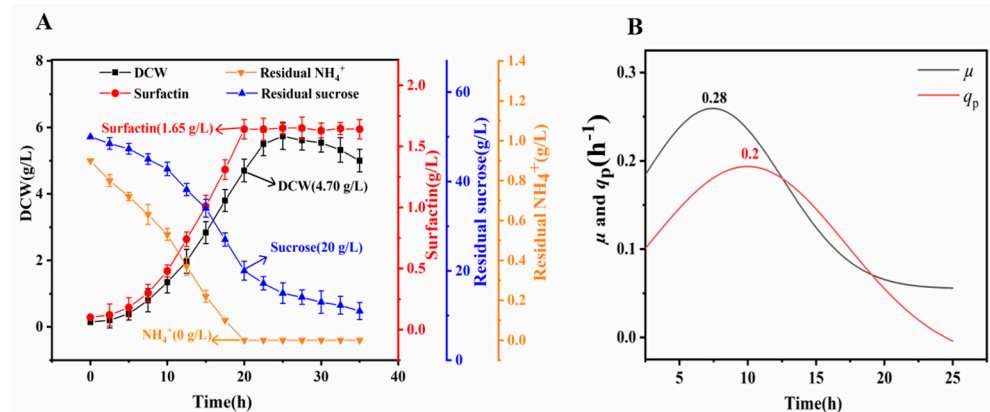 A
DCW
Surfactin
Residual NH4+
Residual sucrose
Surfactin(1.65 g/L)
DCW(4.70 g/L)
Sucrose(20 g/L)
NH4+(0 g/L)
DCW(g/L)
8
6
4
2
0
0
10
20
30
40
Time(h)
2.0
1.5
1.0
0.5
0.0
Surfactin(g/L)
60
40
20
0
Residual sucrose(g/L)
1.4
1.2
1.0
0.8
0.6
0.4
0.2
0.0
Residual NH4+(g/L)
B
μ
qp
0.28
0.2
μ and qp(h-1)
0.3
0.2
0.1
0.0
5
10
15
20
25
Time(h)